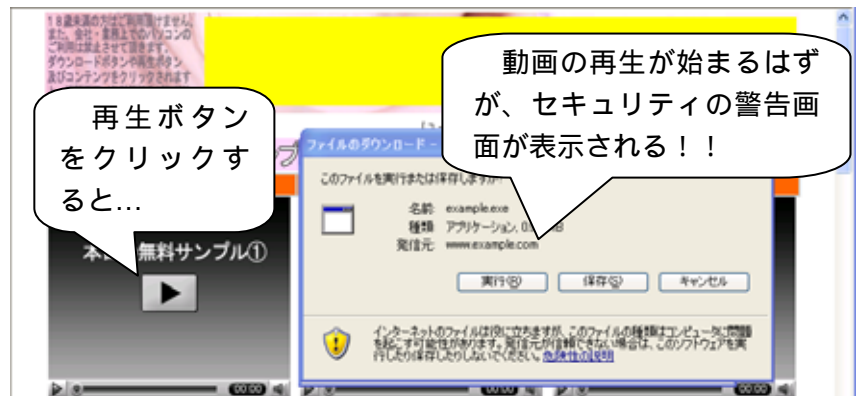 18歳未満の方はご利用頂けません。
また、会社・業務上でのパソコンの
ご利用は禁止させて頂きます。
ダウンロードボタンや再生ボタン
及びコンテンツをクリックされます
再生ボタン
をクリックす
ると...
動画の再生が始まるはず
が、セキュリティの警告画
面が表示される！！
ファイルのダウンロード -
このファイルを実行または保存しますか?
名前: example.exe
種類: アプリケーション,
発信元: www.example.com
実行(R)
保存(S)
キャンセル
無料サンプル①
インターネットのファイルは役に立ちますが、このファイルの種類はコンピュータに問題
を起こす可能性があります。発信元が信頼できない場合は、このソフトウェアを実
行したり保存したりしないでください。危険性の説明
00:00
00:00
00:00